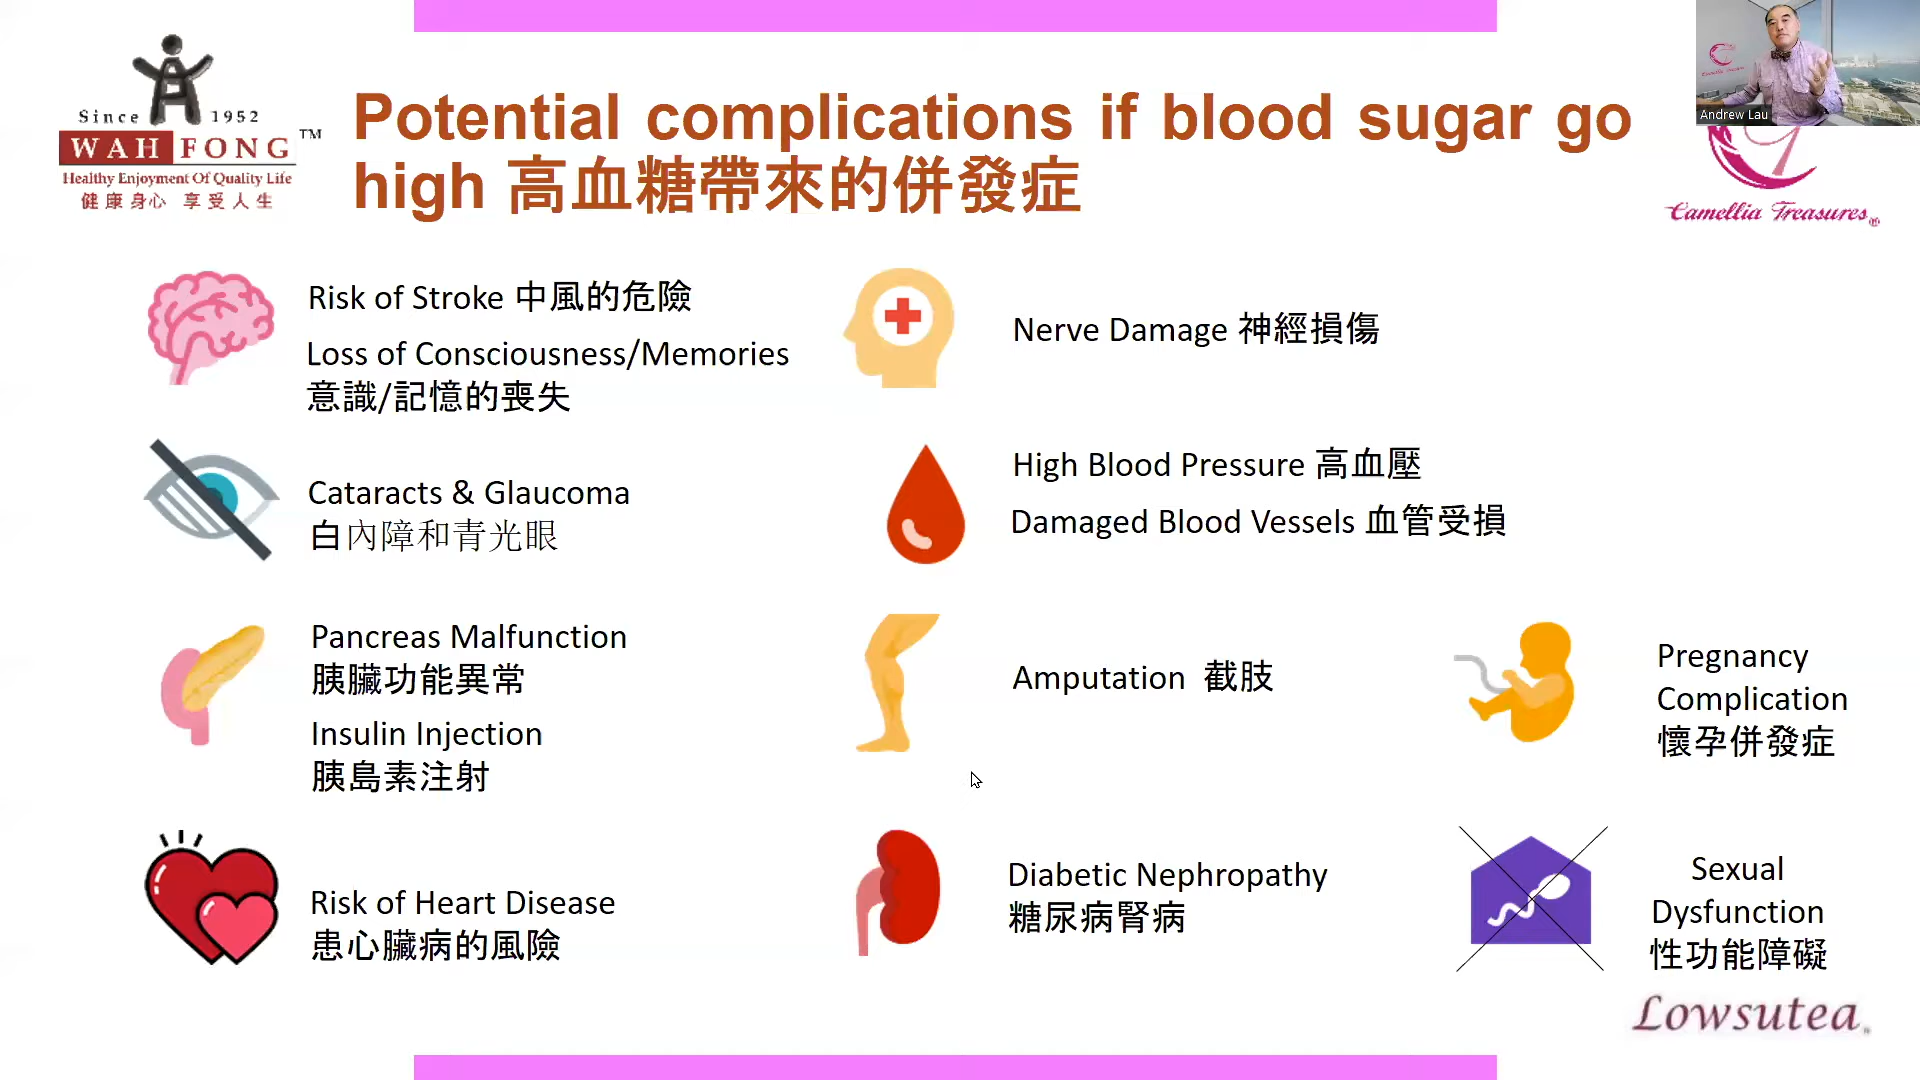 Since 1952
WAH FONG TM
Healthy Enjoyment Of Quality Life
健康身心 享受人生
Potential complications if blood sugar go
high 高血糖帶來的併發症
Andrew Lau
Camellia Treasures®
Risk of Stroke 中風的危險
Loss of Consciousness/Memories
意識/記憶的喪失
Nerve Damage 神經損傷
Cataracts & Glaucoma
白內障和青光眼
High Blood Pressure 高血壓
Damaged Blood Vessels 血管受損
Pancreas Malfunction
胰臟功能異常
Insulin Injection
胰島素注射
Amputation 截肢
Pregnancy
Complication
懷孕併發症
Risk of Heart Disease
患心臟病的風險
Diabetic Nephropathy
糖尿病腎病
Sexual
Dysfunction
性功能障礙
Lowsutea®